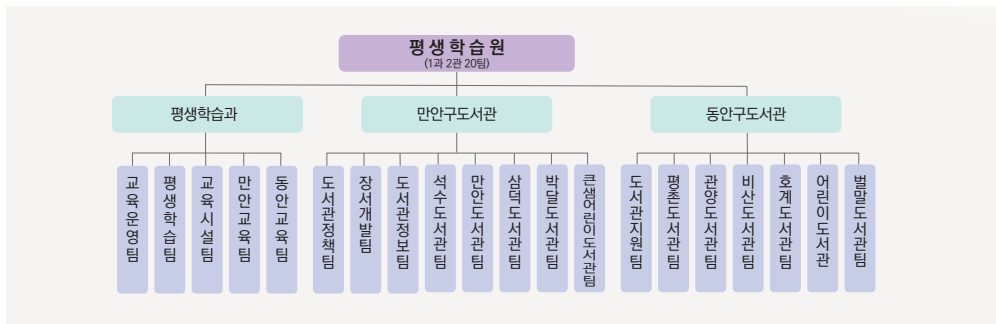 평생학습원
(1과 2관 20팀)
평생학습과
만안구도서관
동안구도서관
교육운영팀
평생학습팀
교육시설팀
만안교육팀
동안교육팀
도서관정책팀
장서개발팀
도서관정보팀
석수도서관팀
만안도서관팀
삼덕도서관팀
박달도서관팀
큰샘어린이도서관팀
도서관지원팀
평촌도서관팀
관양도서관팀
비산도서관팀
호계도서관팀
어린이도서관
벌말도서관팀